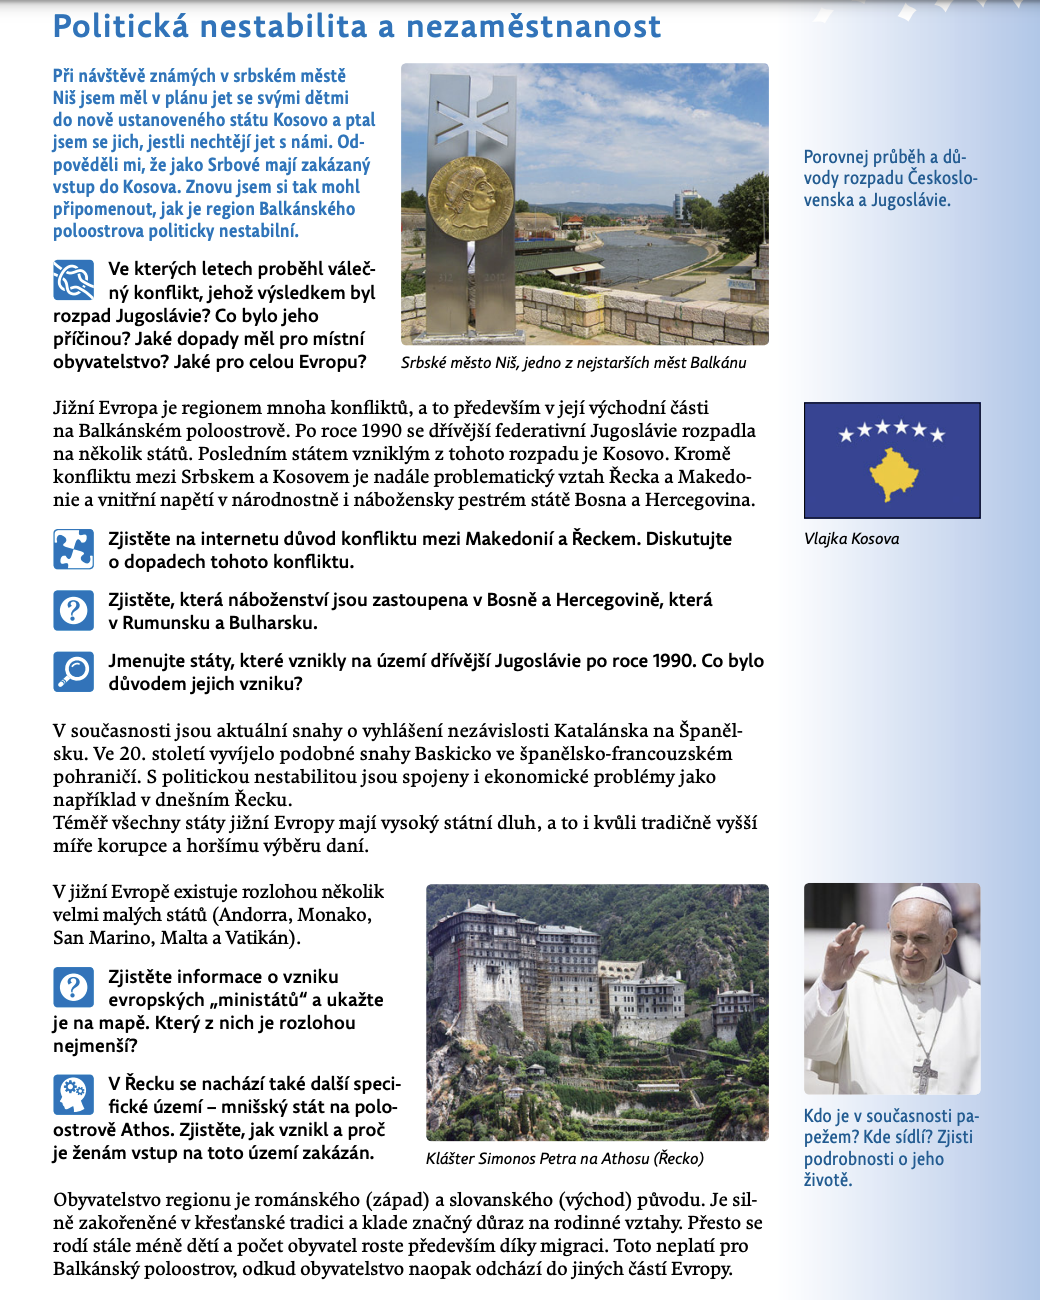 Politická nestabilita a nezaměstnanost
Při návštěvě známých v srbském městě
Niš jsem měl v plánu jet se svými dětmi
do nově ustanoveného státu Kosovo a ptal
jsem se jich, jestli nechtějí jet s námi. Od-
pověděli mi, že jako Srbové mají zakázaný
vstup do Kosova. Znovu jsem si tak mohl
připomenout, jak je region Balkánského
poloostrova politicky nestabilní.
Ve kterých letech proběhl váleč-
ný konflikt, jehož výsledkem byl
rozpad Jugoslávie? Co bylo jeho
příčinou? Jaké dopady měl pro místní
obyvatelstvo? Jaké pro celou Evropu?
Srbské město Niš, jedno z nejstarších měst Balkánu
Porovnej průběh a dů-
vody rozpadu Českoslo-
venska a Jugoslávie.
Jižní Evropa je regionem mnoha konfliktů, a to především v její východní části
na Balkánském poloostrově. Po roce 1990 se dřívější federativní Jugoslávie rozpadla
na několik států. Posledním státem vzniklým z tohoto rozpadu je Kosovo. Kromě
konfliktu mezi Srbskem a Kosovem je nadále problematický vztah Řecka a Makedo-
nie a vnitřní napětí v národnostně i nábožensky pestrém státě Bosna a Hercegovina.
Vlajka Kosova
Zjistěte na internetu důvod konfliktu mezi Makedonií a Řeckem. Diskutujte
o dopadech tohoto konfliktu.
Zjistěte, která náboženství jsou zastoupena v Bosně a Hercegovině, která
v Rumunsku a Bulharsku.
Jmenujte státy, které vznikly na území dřívější Jugoslávie po roce 1990. Co bylo
důvodem jejich vzniku?
V současnosti jsou aktuální snahy o vyhlášení nezávislosti Katalánska na Španěl-
sku. Ve 20. století vyvíjelo podobné snahy Baskicko ve španělsko-francouzském
pohraničí. S politickou nestabilitou jsou spojeny i ekonomické problémy jako
například v dnešním Řecku.
Téměř všechny státy jižní Evropy mají vysoký státní dluh, a to i kvůli tradičně vyšší
míře korupce a horšímu výběru daní.
V jižní Evropě existuje rozlohou několik
velmi malých států (Andorra, Monako,
San Marino, Malta a Vatikán).
Zjistěte informace o vzniku
evropských „ministátů“ a ukažte
je na mapě. Který z nich je rozlohou
nejmenší?
V Řecku se nachází také další speci-
fické území – mnišský stát na polo-
ostrově Athos. Zjistěte, jak vznikl a proč
je ženám vstup na toto území zakázán.
Klášter Simonos Petra na Athosu (Řecko)
Kdo je v současnosti pa-
pežem? Kde sídlí? Zjisti
podrobnosti o jeho
životě.
Obyvatelstvo regionu je románského (západ) a slovanského (východ) původu. Je sil-
ně zakořeněné v křesťanské tradici a klade značný důraz na rodinné vztahy. Přesto se
rodí stále méně dětí a počet obyvatel roste především díky migraci. Toto neplatí pro
Balkánský poloostrov, odkud obyvatelstvo naopak odchází do jiných částí Evropy.